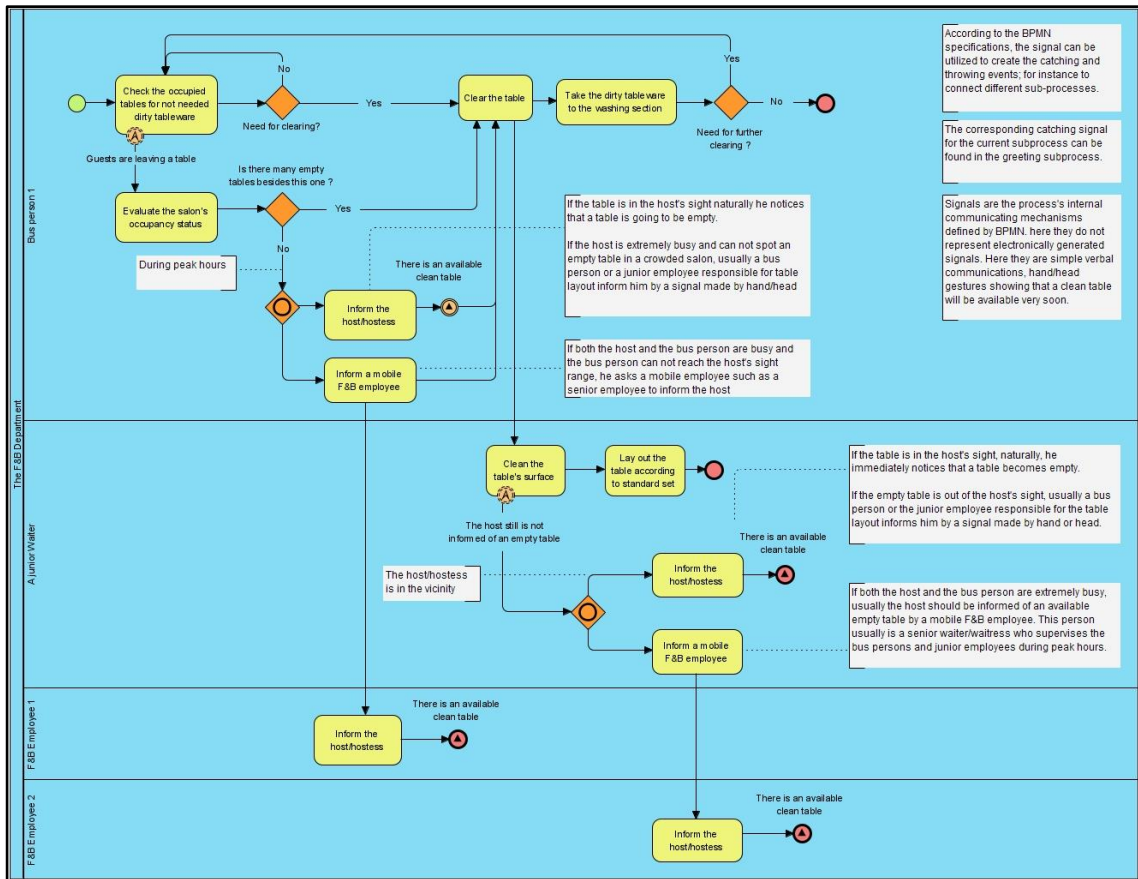 The F&B Department
Bus person 1
Check the occupied
tables for not needed
dirty tableware
No
Need for clearing?
Yes
Clear the table
Take the dirty tableware
to the washing section
Yes
No
Need for further
clearing ?
Guests are leaving a table
Evaluate the salon's
occupancy status
Is there many empty
tables besides this one ?
Yes
No
During peak hours
Inform the
host/hostess
There is an available
clean table
Inform a mobile
F&B employee
If the table is in the host's sight naturally he notices
that a table is going to be empty.
If the host is extremely busy and can not spot an
empty table in a crowded salon, usually a bus
person or a junior employee responsible for table
layout inform him by a signal made by hand/head
If both the host and the bus person are busy and
the bus person can not reach the host's sight
range, he asks a mobile employee such as a
senior employee to inform the host
According to the BPMN
specifications, the signal can be
utilized to create the catching and
throwing events; for instance to
connect different sub-processes.
The corresponding catching signal
for the current subprocess can be
found in the greeting subprocess.
Signals are the process's internal
communicating mechanisms
defined by BPMN. here they do not
represent electronically generated
signals. Here they are simple verbal
communications, hand/head
gestures showing that a clean table
will be available very soon.
A junior Waiter
Clean the
table's surface
Lay out the
table according
to standard set
The host still is not
informed of an empty table
The host/hostess
is in the vicinity
Inform the
host/hostess
There is an available
clean table
Inform a mobile
F&B employee
If the table is in the host's sight, naturally, he
immediately notices that a table becomes empty.
If the empty table is out of the host's sight, usually a bus
person or the junior employee responsible for the table
layout informs him by a signal made by hand or head.
If both the host and the bus person are extremely busy,
usually the host should be informed of an available
empty table by a mobile F&B employee. This person
usually is a senior waiter/waitress who supervises the
bus persons and junior employees during peak hours.
F&B Employee 1
Inform the
host/hostess
There is an available
clean table
F&B Employee 2
Inform the
host/hostess
There is an available
clean table